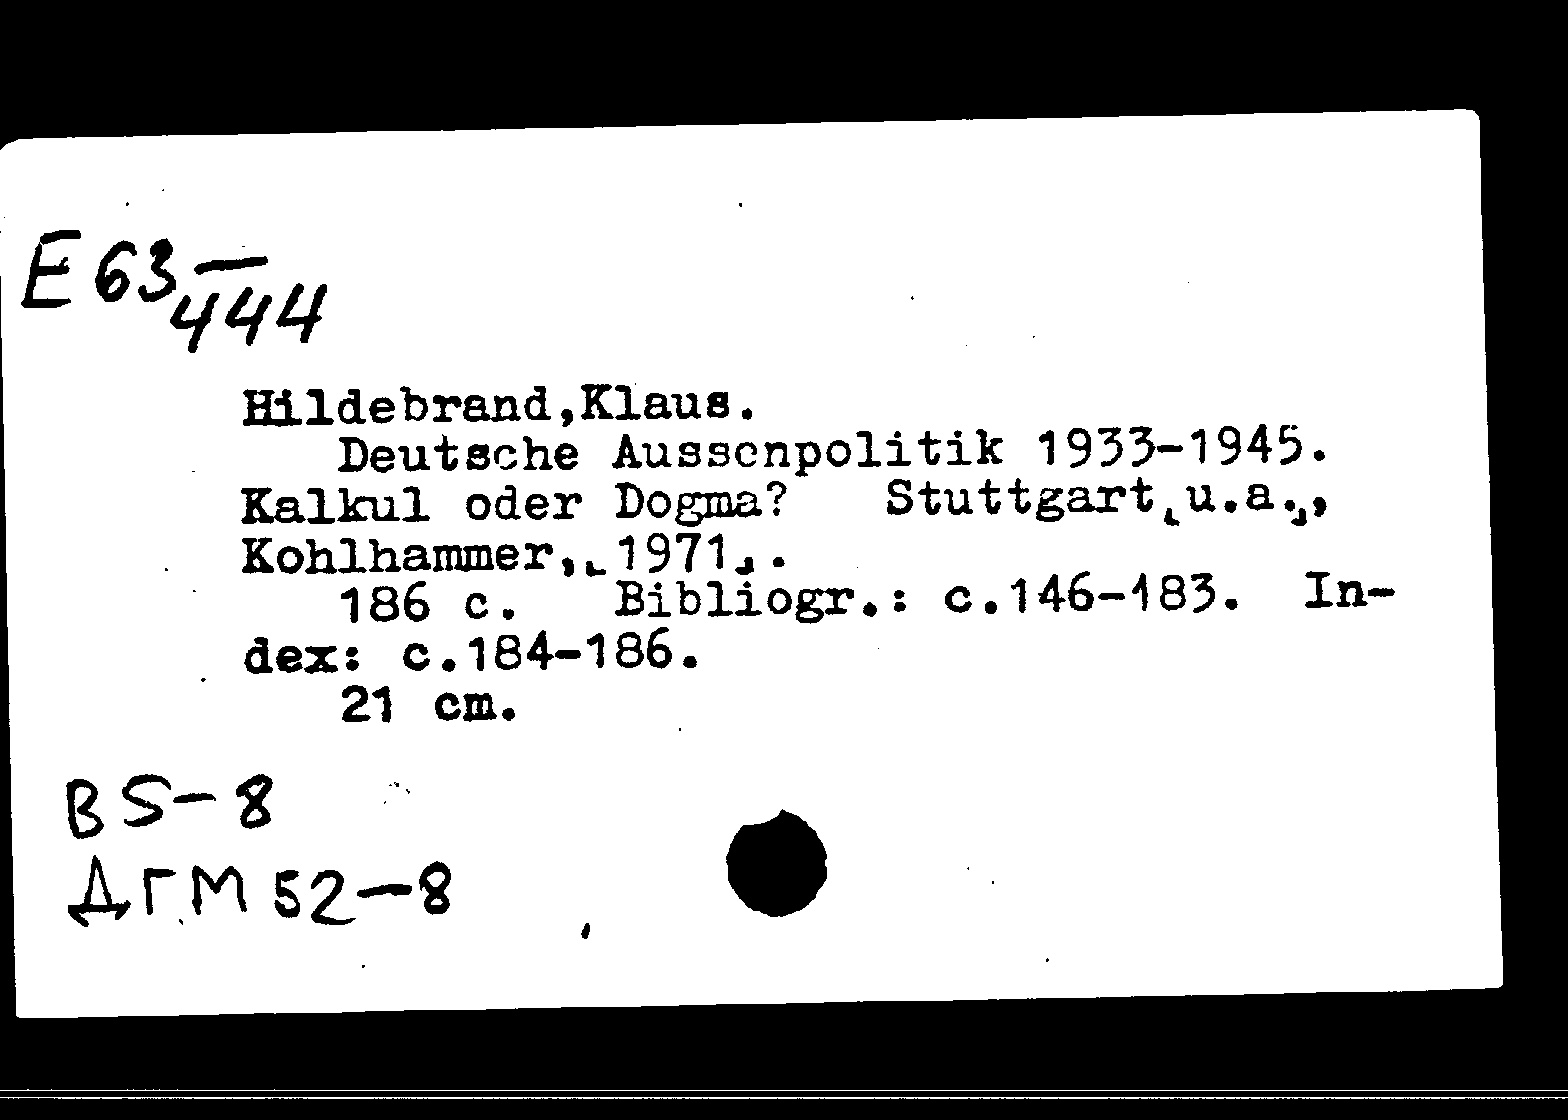 E 63—
444
Hildebrand,Klaus.
Deutsche Aussenpolitik 1933-1945.
Kalkul oder Dogma? Stuttgart[u.a.],
Kohlhammer,[1971].
186 c. Bibliogr.: c.146-183. In-
dex: c.184-186.
21 cm.
BS-8
ДГМ 52-8